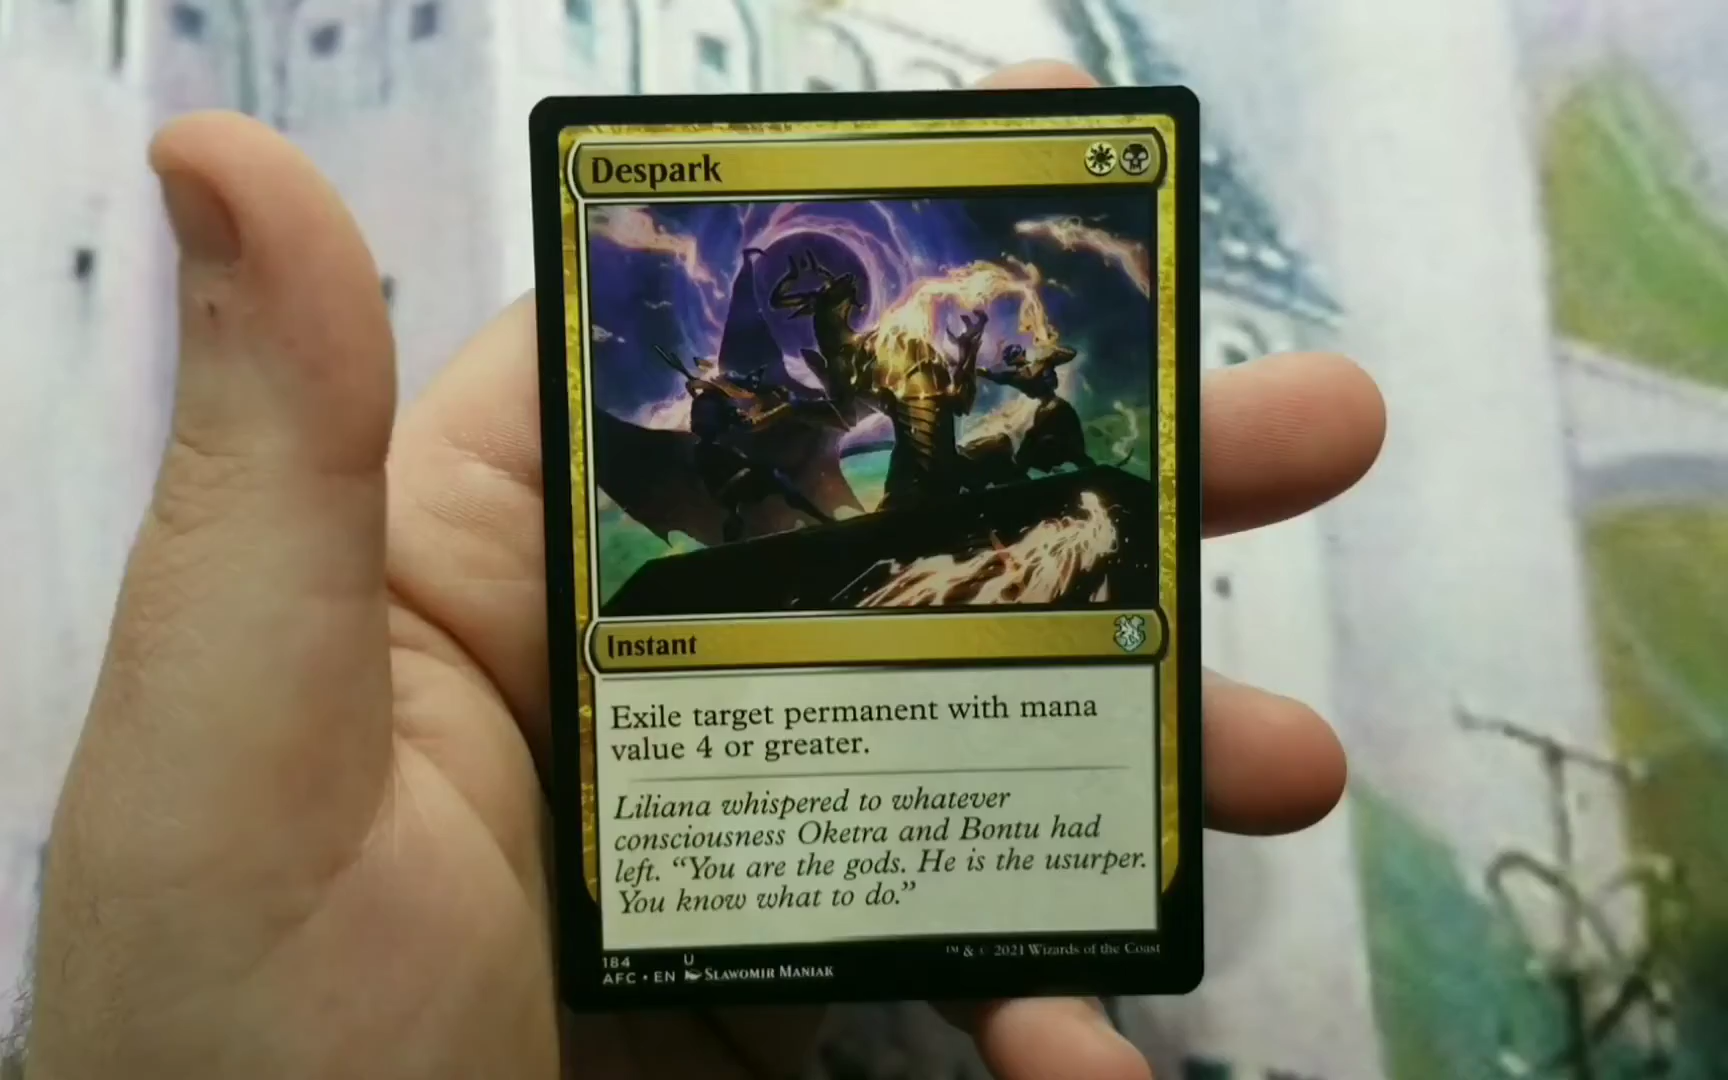 Despark
Instant
Exile target permanent with mana
value 4 or greater.
Liliana whispered to whatever
consciousness Oketra and Bontu had
left. “You are the gods. He is the usurper.
You know what to do.”
184 U
AFC • EN SLAWOMIR MANIAK
™ & © 2021 Wizards of the Coast